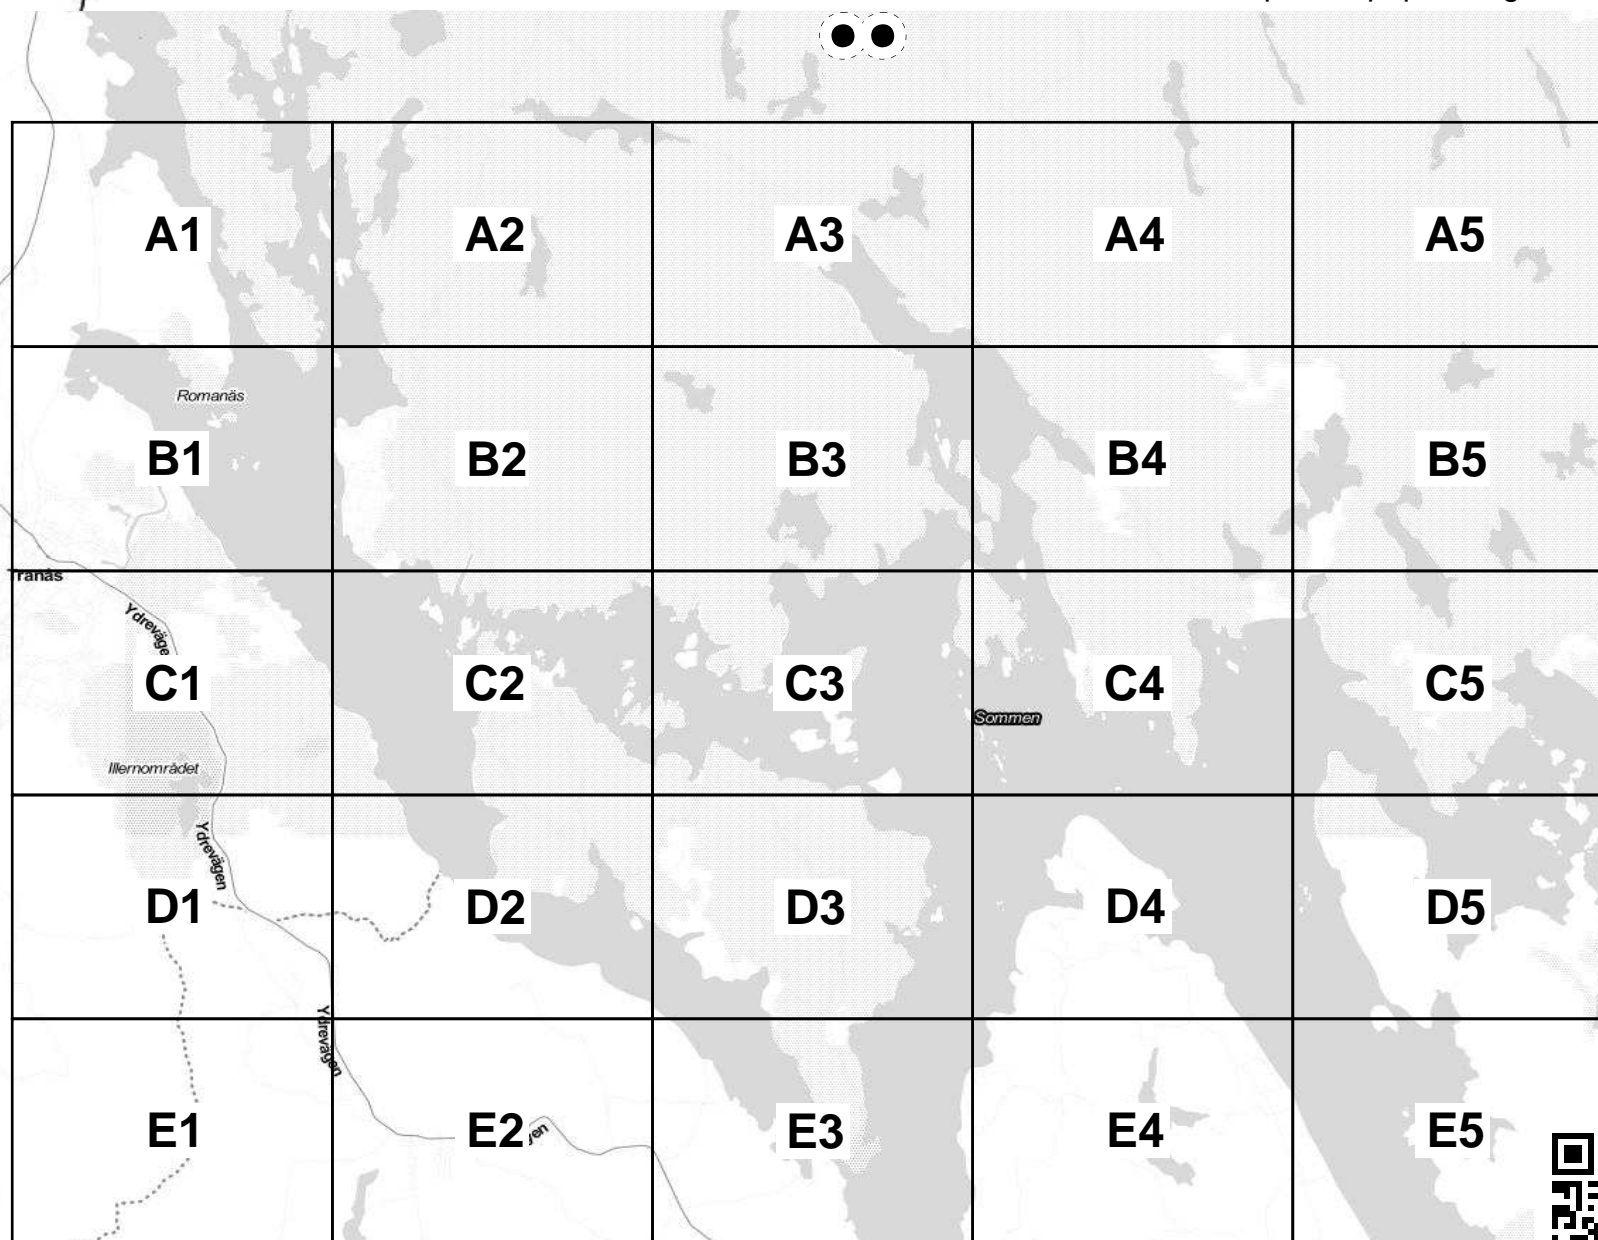 A1
A2
A3
A4
A5
Romanäs
B1
B2
B3
B4
B5
Tranås
C1
C2
C3
C4
C5
Sommen
Illernområdet
Ydrevägen
D1
D2
D3
D4
D5
Ydrevägen
E1
E2
E3
E4
E5